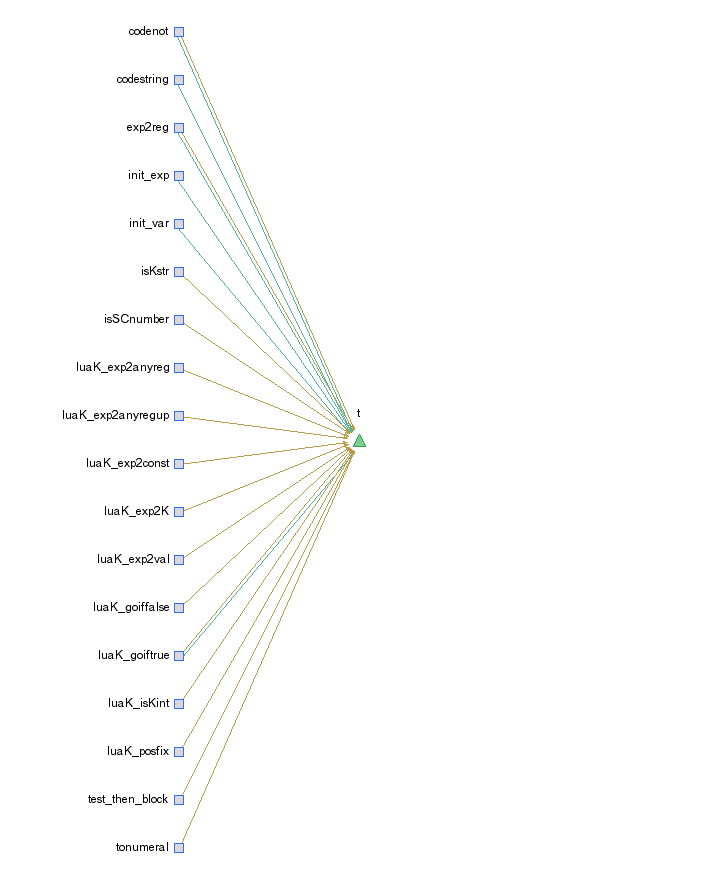 codenot
codestring
exp2reg
init_exp
init_var
isKstr
isSCnumber
luaK_exp2anyreg
t
luaK_exp2anyregup
luaK_exp2const
luaK_exp2K
luaK_exp2val
luaK_goiffalse
luaK_goiftrue
luaK_isKint
luaK_posfix
test_then_block
tonumeral